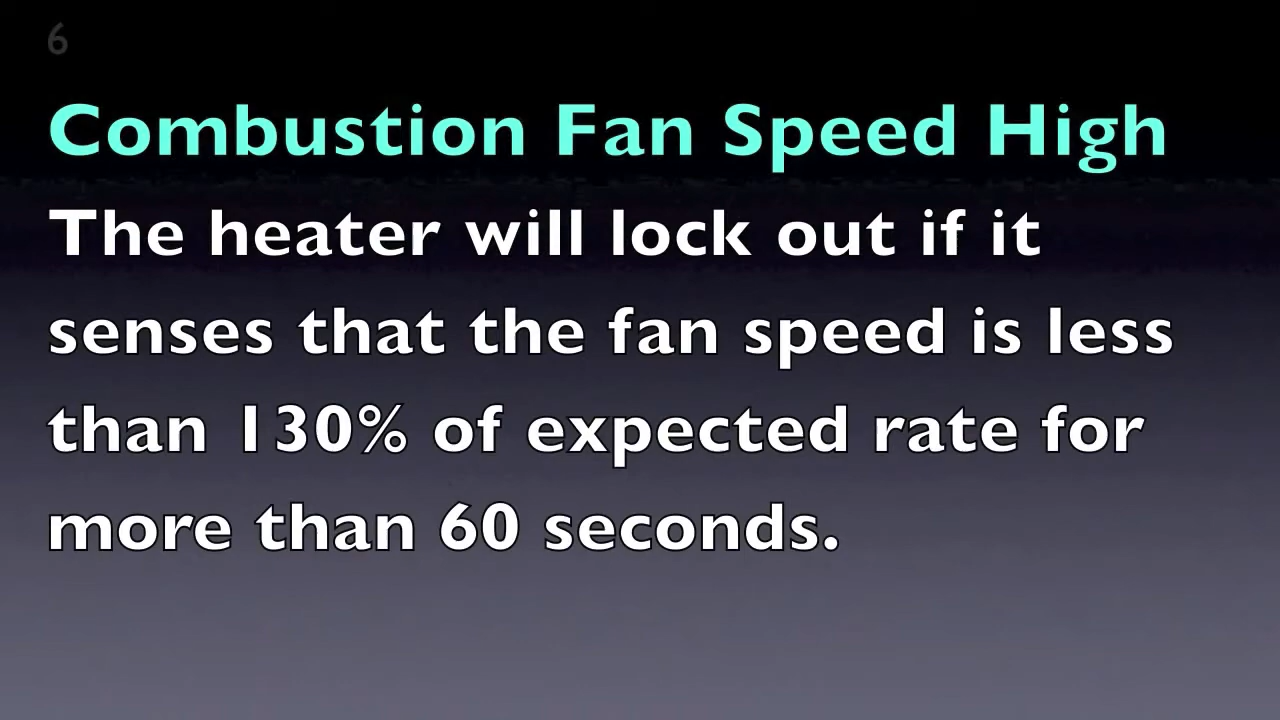 6
Combustion Fan Speed High
The heater will lock out if it
senses that the fan speed is less
than 130% of expected rate for
more than 60 seconds.